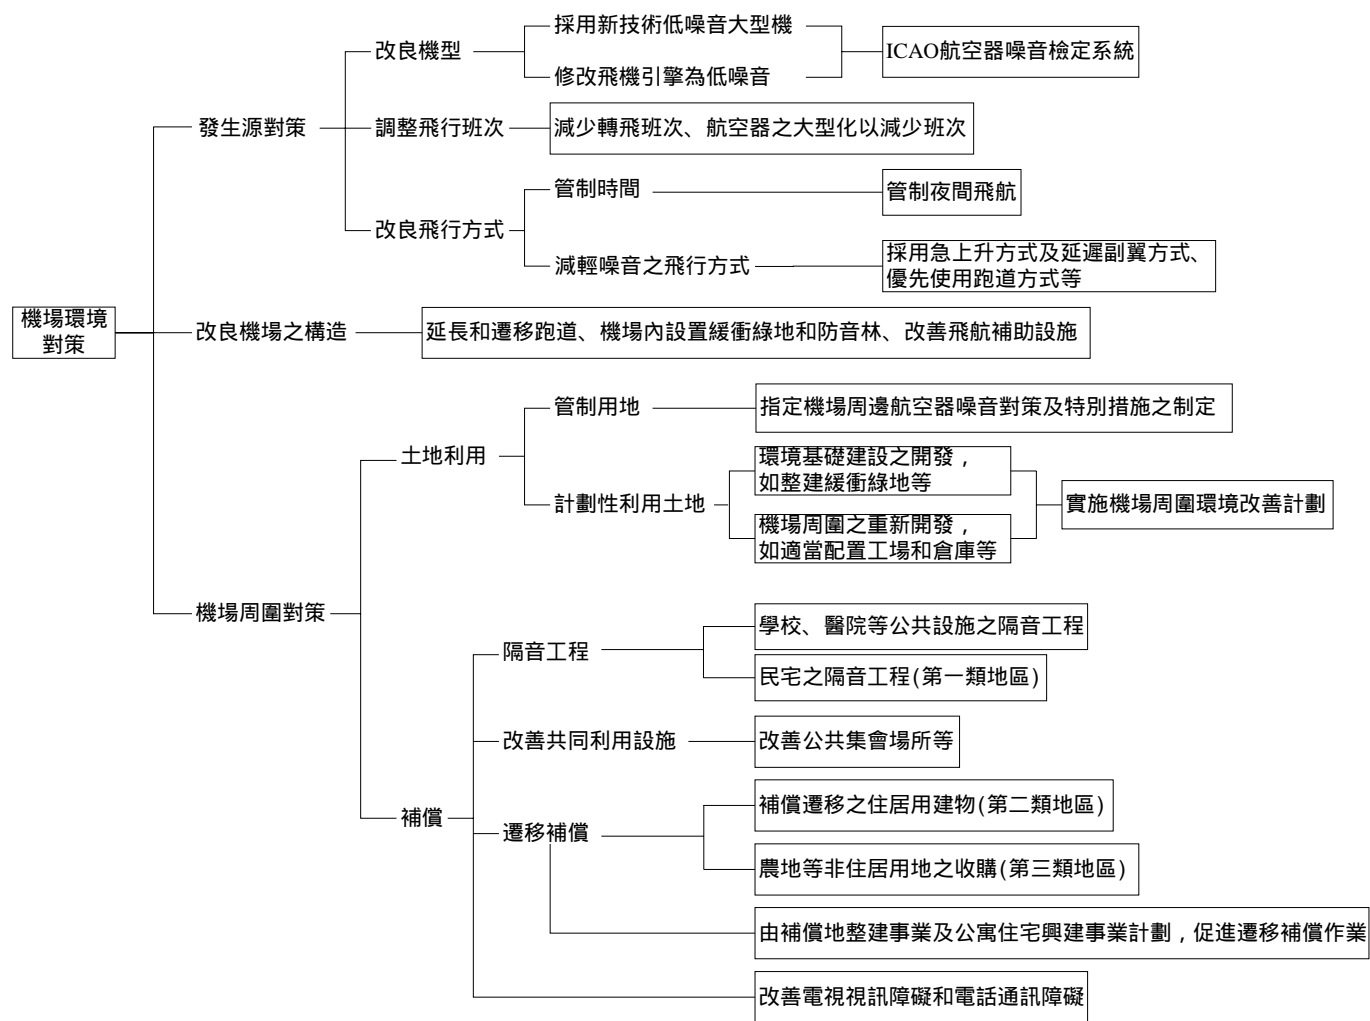 採用新技術低噪音大型機
改良機型
ICAO航空器噪音檢定系統
修改飛機引擎為低噪音
發生源對策
調整飛行班次
減少轉飛班次、航空器之大型化以減少班次
管制時間
管制夜間飛航
改良飛行方式
減輕噪音之飛行方式
採用急上升方式及延遲副翼方式、
優先使用跑道方式等
機場環境
對策
改良機場之構造
延長和遷移跑道、機場內設置緩衝綠地和防音林、改善飛航補助設施
管制用地
指定機場周邊航空器噪音對策及特別措施之制定
土地利用
環境基礎建設之開發，
如整建緩衝綠地等
計劃性利用土地
實施機場周圍環境改善計劃
機場周圍之重新開發，
如適當配置工場和倉庫等
機場周圍對策
學校、醫院等公共設施之隔音工程
隔音工程
民宅之隔音工程(第一類地區)
改善共同利用設施
改善公共集會場所等
補償
補償遷移之住居用建物(第二類地區)
遷移補償
農地等非住居用地之收購(第三類地區)
由補償地整建事業及公寓住宅興建事業計劃，促進遷移補償作業
改善電視視訊障礙和電話通訊障礙